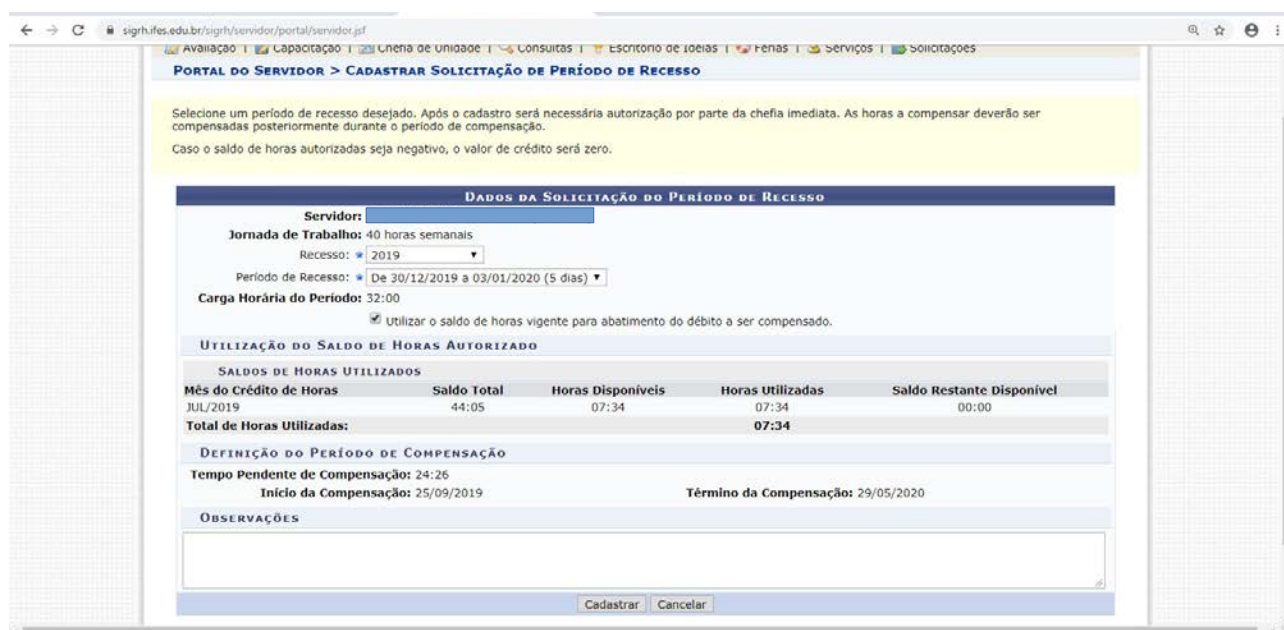 sigrh.ifes.edu.br/sigrh/servidor/portal/servidor.jsf
Avaliação | Capacitação | Chefia de Unidade | Consultas | Escritório de Ideias | Férias | Serviços | Solicitações
Portal do Servidor > Cadastrar Solicitação de Período de Recesso
Selecione um período de recesso desejado. Após o cadastro será necessária autorização por parte da chefia imediata. As horas a compensar deverão ser
compensadas posteriormente durante o período de compensação.
Caso o saldo de horas autorizadas seja negativo, o valor de crédito será zero.
Dados da Solicitação do Período de Recesso
Servidor:
Jornada de Trabalho: 40 horas semanais
Recesso: 2019
Período de Recesso: De 30/12/2019 a 03/01/2020 (5 dias)
Carga Horária do Período: 32:00
Utilizar o saldo de horas vigente para abatimento do débito a ser compensado.
Utilização do Saldo de Horas Autorizado
Saldos de Horas Utilizados
Mês do Crédito de Horas Saldo Total Horas Disponíveis Horas Utilizadas Saldo Restante Disponível
JUL/2019 44:05 07:34 07:34 00:00
Total de Horas Utilizadas: 07:34
Definição do Período de Compensação
Tempo Pendente de Compensação: 24:26
Início da Compensação: 25/09/2019 Término da Compensação: 29/05/2020
Observações
Cadastrar Cancelar